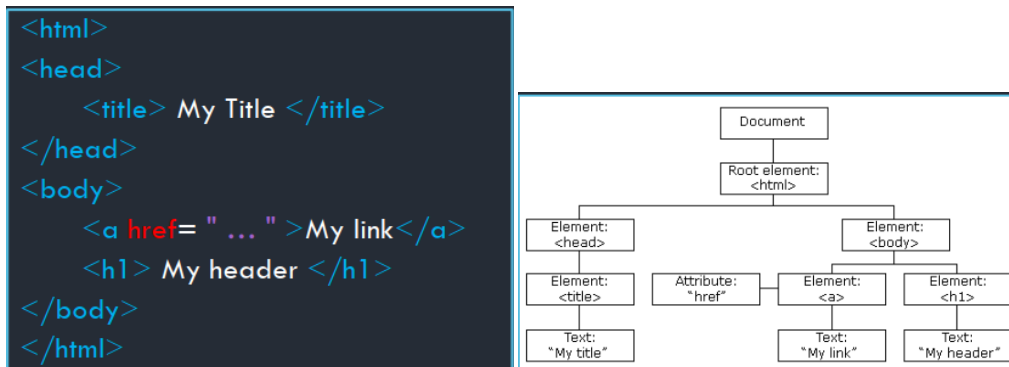 <html>
<head>
<title> My Title </title>
</head>
<body>
<a href= " ... " >My link</a>
<h1> My header </h1>
</body>
</html>
Document
Root element:
<html>
Element:
<head>
Element:
<body>
Element:
<title>
Attribute:
"href"
Element:
<a>
Element:
<h1>
Text:
"My title"
Text:
"My link"
Text:
"My header"